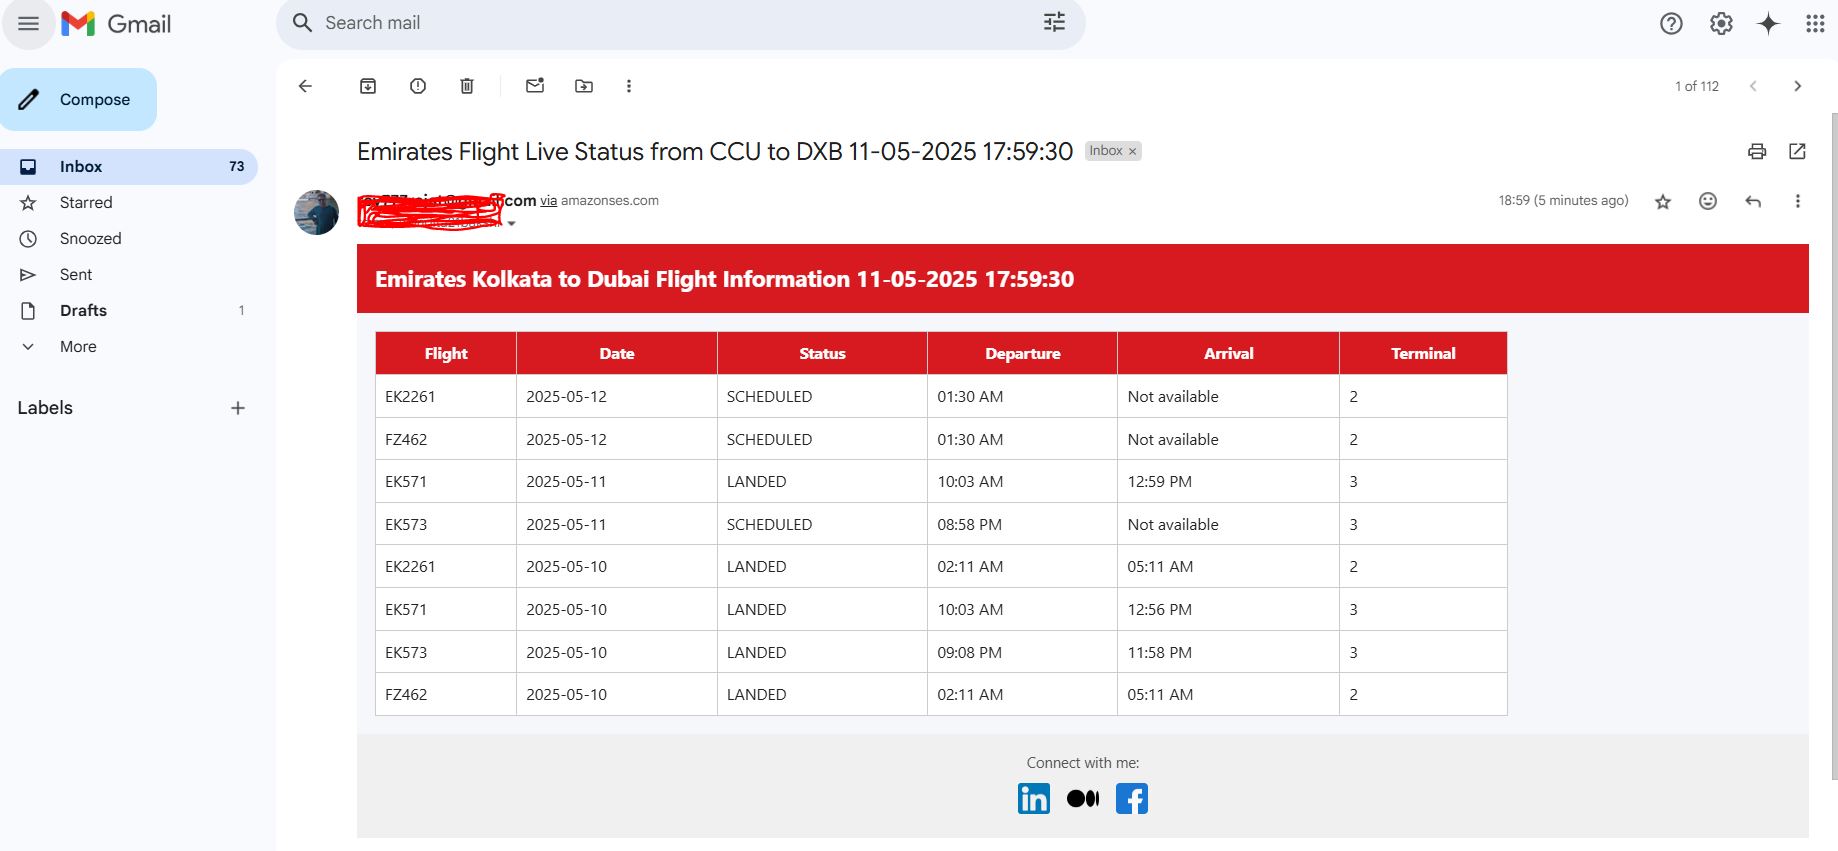 Gmail
Search mail
Compose
1 of 112
Emirates Flight Live Status from CCU to DXB 11-05-2025 17:59:30 Inbox ×
Inbox 73
Starred
.com via amazonses.com 18:59 (5 minutes ago)
Snoozed
Sent
Drafts 1
More
Labels
Emirates Kolkata to Dubai Flight Information 11-05-2025 17:59:30
Flight Date Status Departure Arrival Terminal
EK2261 2025-05-12 SCHEDULED 01:30 AM Not available 2
FZ462 2025-05-12 SCHEDULED 01:30 AM Not available 2
EK571 2025-05-11 LANDED 10:03 AM 12:59 PM 3
EK573 2025-05-11 SCHEDULED 08:58 PM Not available 3
EK2261 2025-05-10 LANDED 02:11 AM 05:11 AM 2
EK571 2025-05-10 LANDED 10:03 AM 12:56 PM 3
EK573 2025-05-10 LANDED 09:08 PM 11:58 PM 3
FZ462 2025-05-10 LANDED 02:11 AM 05:11 AM 2
Connect with me:
in
f